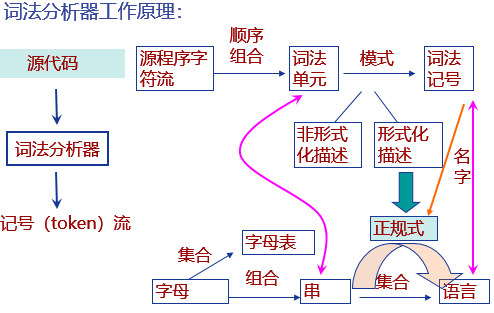 词法分析器工作原理：
源代码
词法分析器
记号（token）流
源程序字
符流
顺序
组合
词法
单元
模式
词法
记号
非形式
化描述
形式化
描述
名
字
正规式
字母表
集合
字母
组合
串
集合
语言